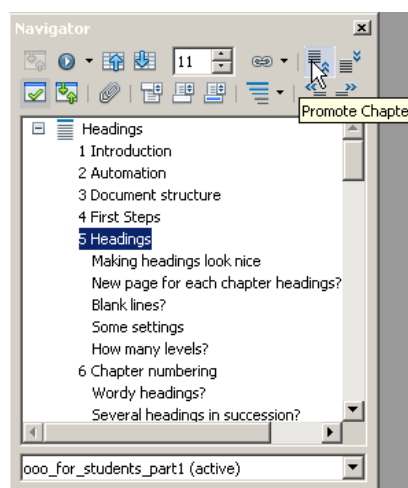 Navigator
11
Promote Chapte
Headings
1 Introduction
2 Automation
3 Document structure
4 First Steps
5 Headings
Making headings look nice
New page for each chapter headings?
Blank lines?
Some settings
How many levels?
6 Chapter numbering
Wordy headings?
Several headings in succession?
ooo_for_students_part1 (active)